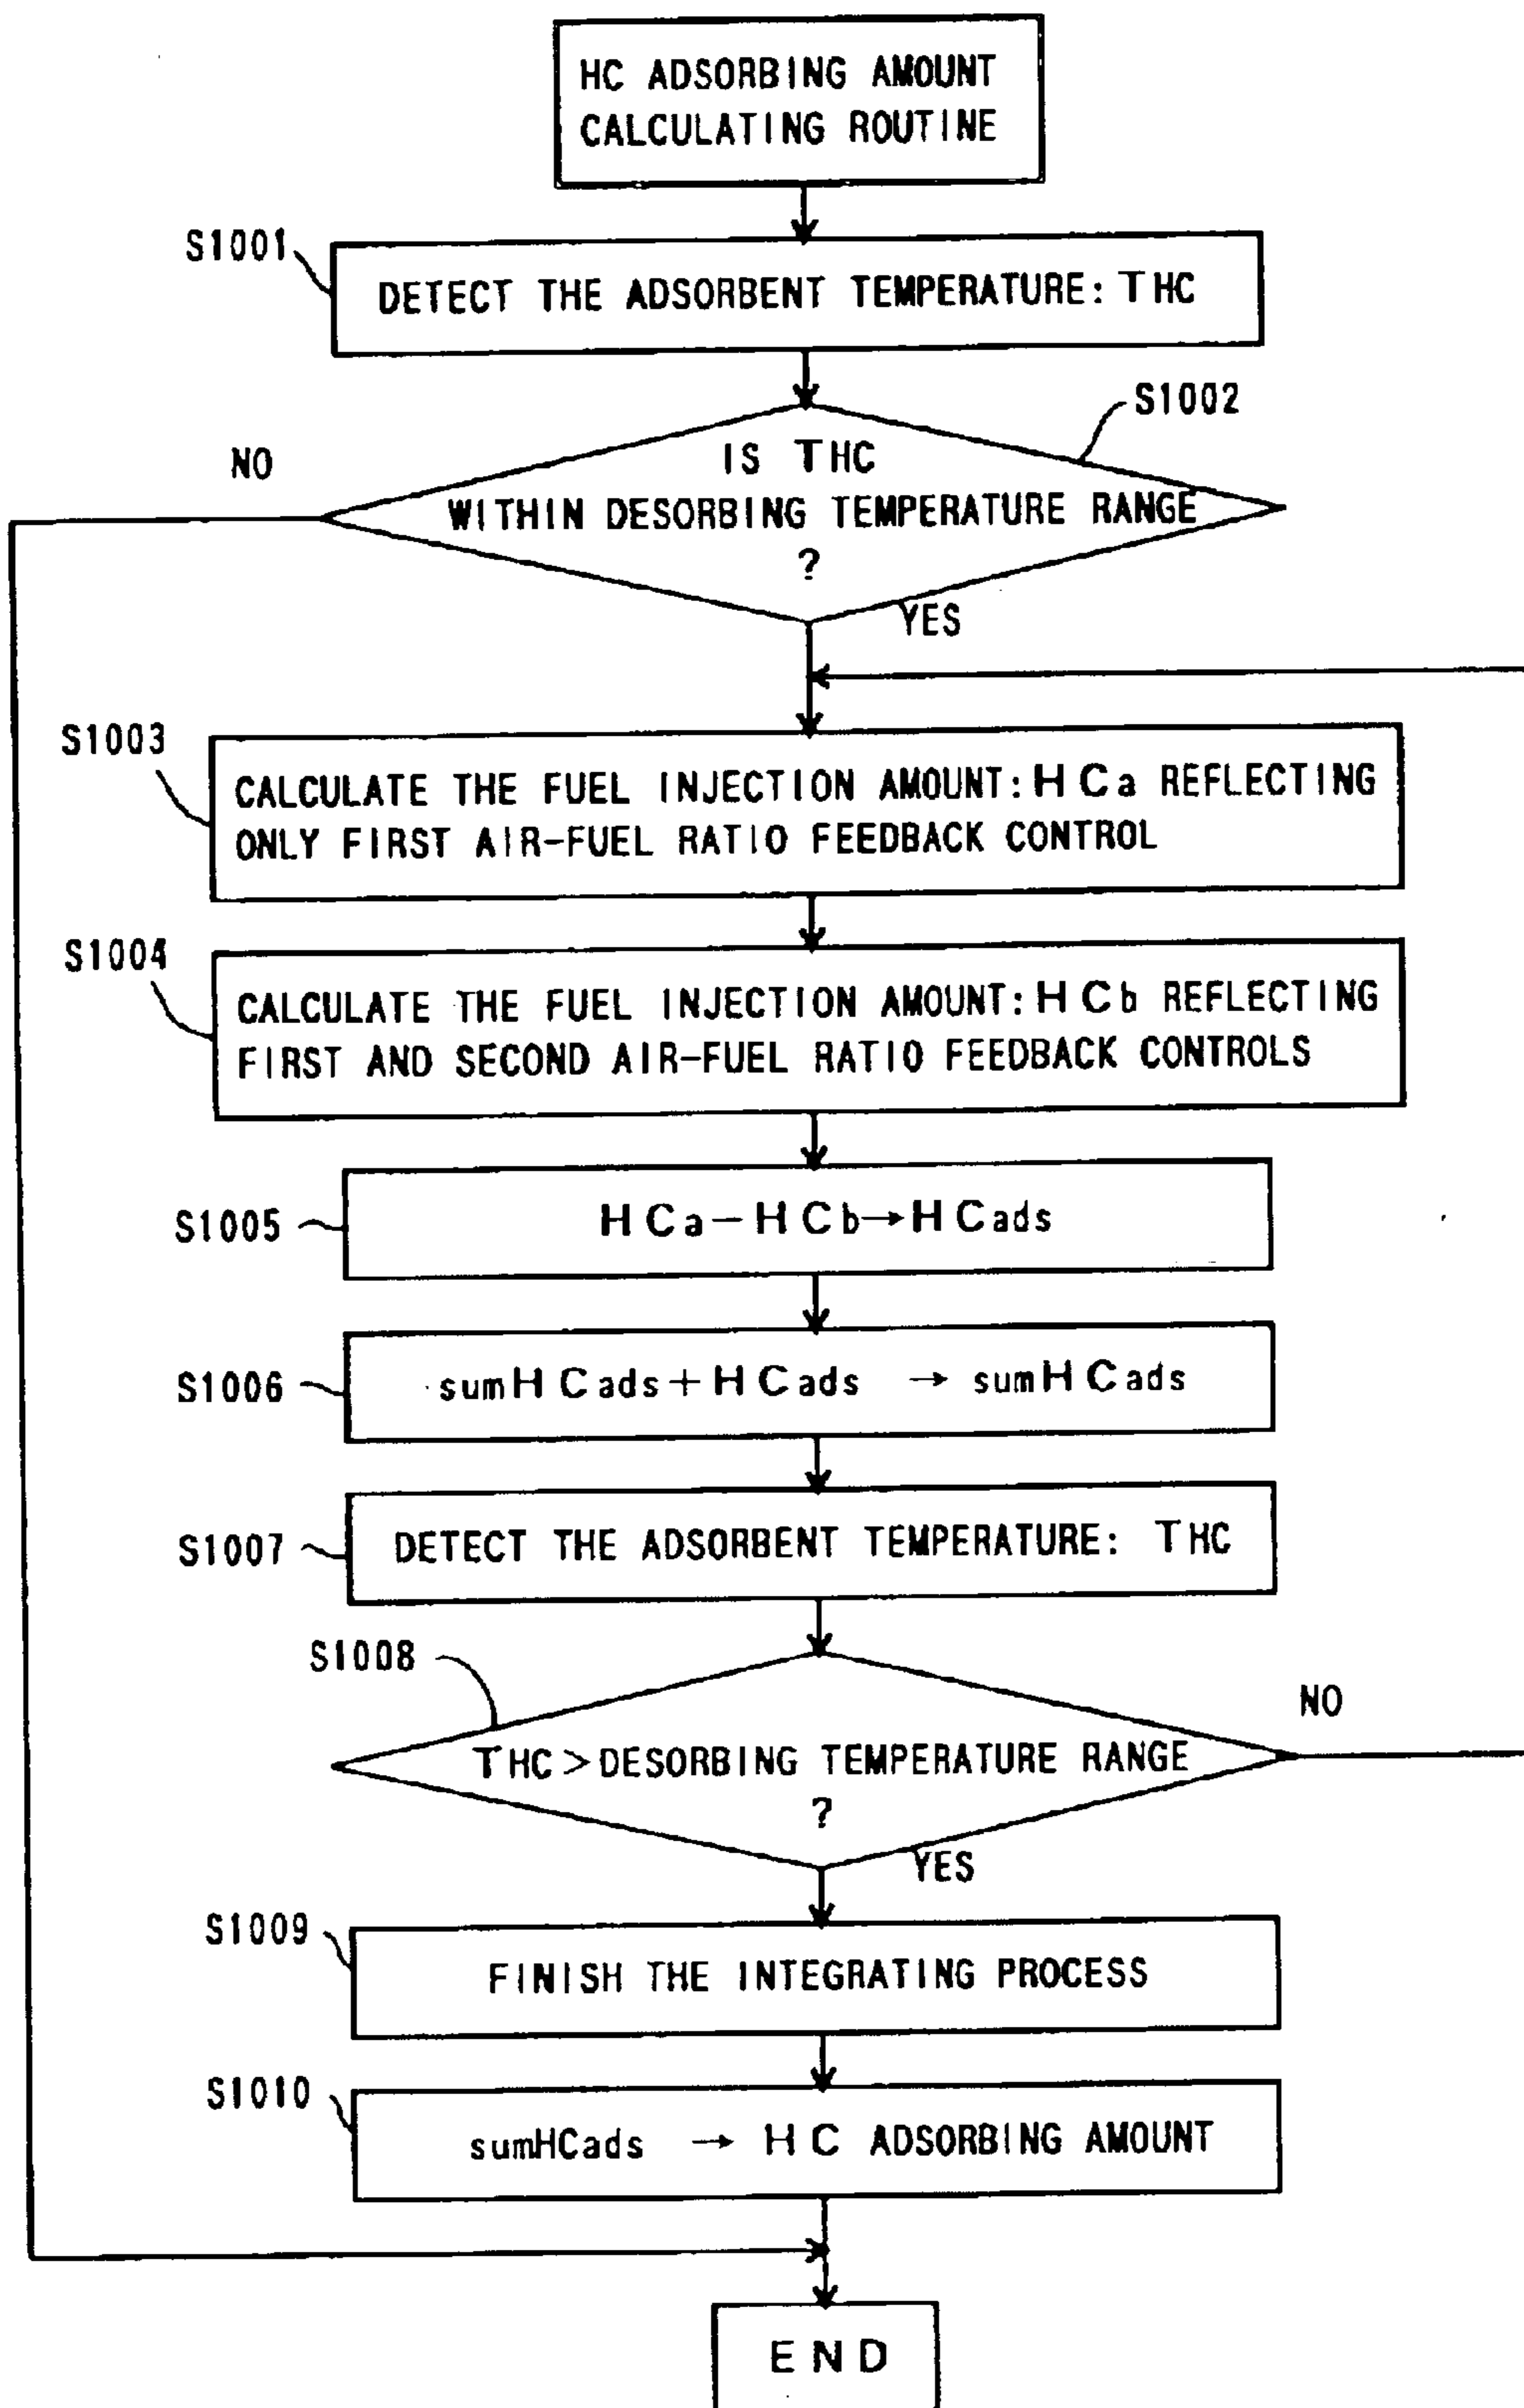 HC ADSORBING AMOUNT
CALCULATING ROUTINE
S1001
DETECT THE ADSORBENT TEMPERATURE: THC
S1002
NO
IS THC
WITHIN DESORBING TEMPERATURE RANGE
?
YES
S1003
CALCULATE THE FUEL INJECTION AMOUNT: HCa REFLECTING
ONLY FIRST AIR-FUEL RATIO FEEDBACK CONTROL
S1004
CALCULATE THE FUEL INJECTION AMOUNT: HCb REFLECTING
FIRST AND SECOND AIR-FUEL RATIO FEEDBACK CONTROLS
S1005
HCa－HCb→HCads
S1006
sumHCads＋HCads → sumHCads
S1007
DETECT THE ADSORBENT TEMPERATURE: THC
S1008
NO
THC > DESORBING TEMPERATURE RANGE
?
YES
S1009
FINISH THE INTEGRATING PROCESS
S1010
sumHCads → HC ADSORBING AMOUNT
END